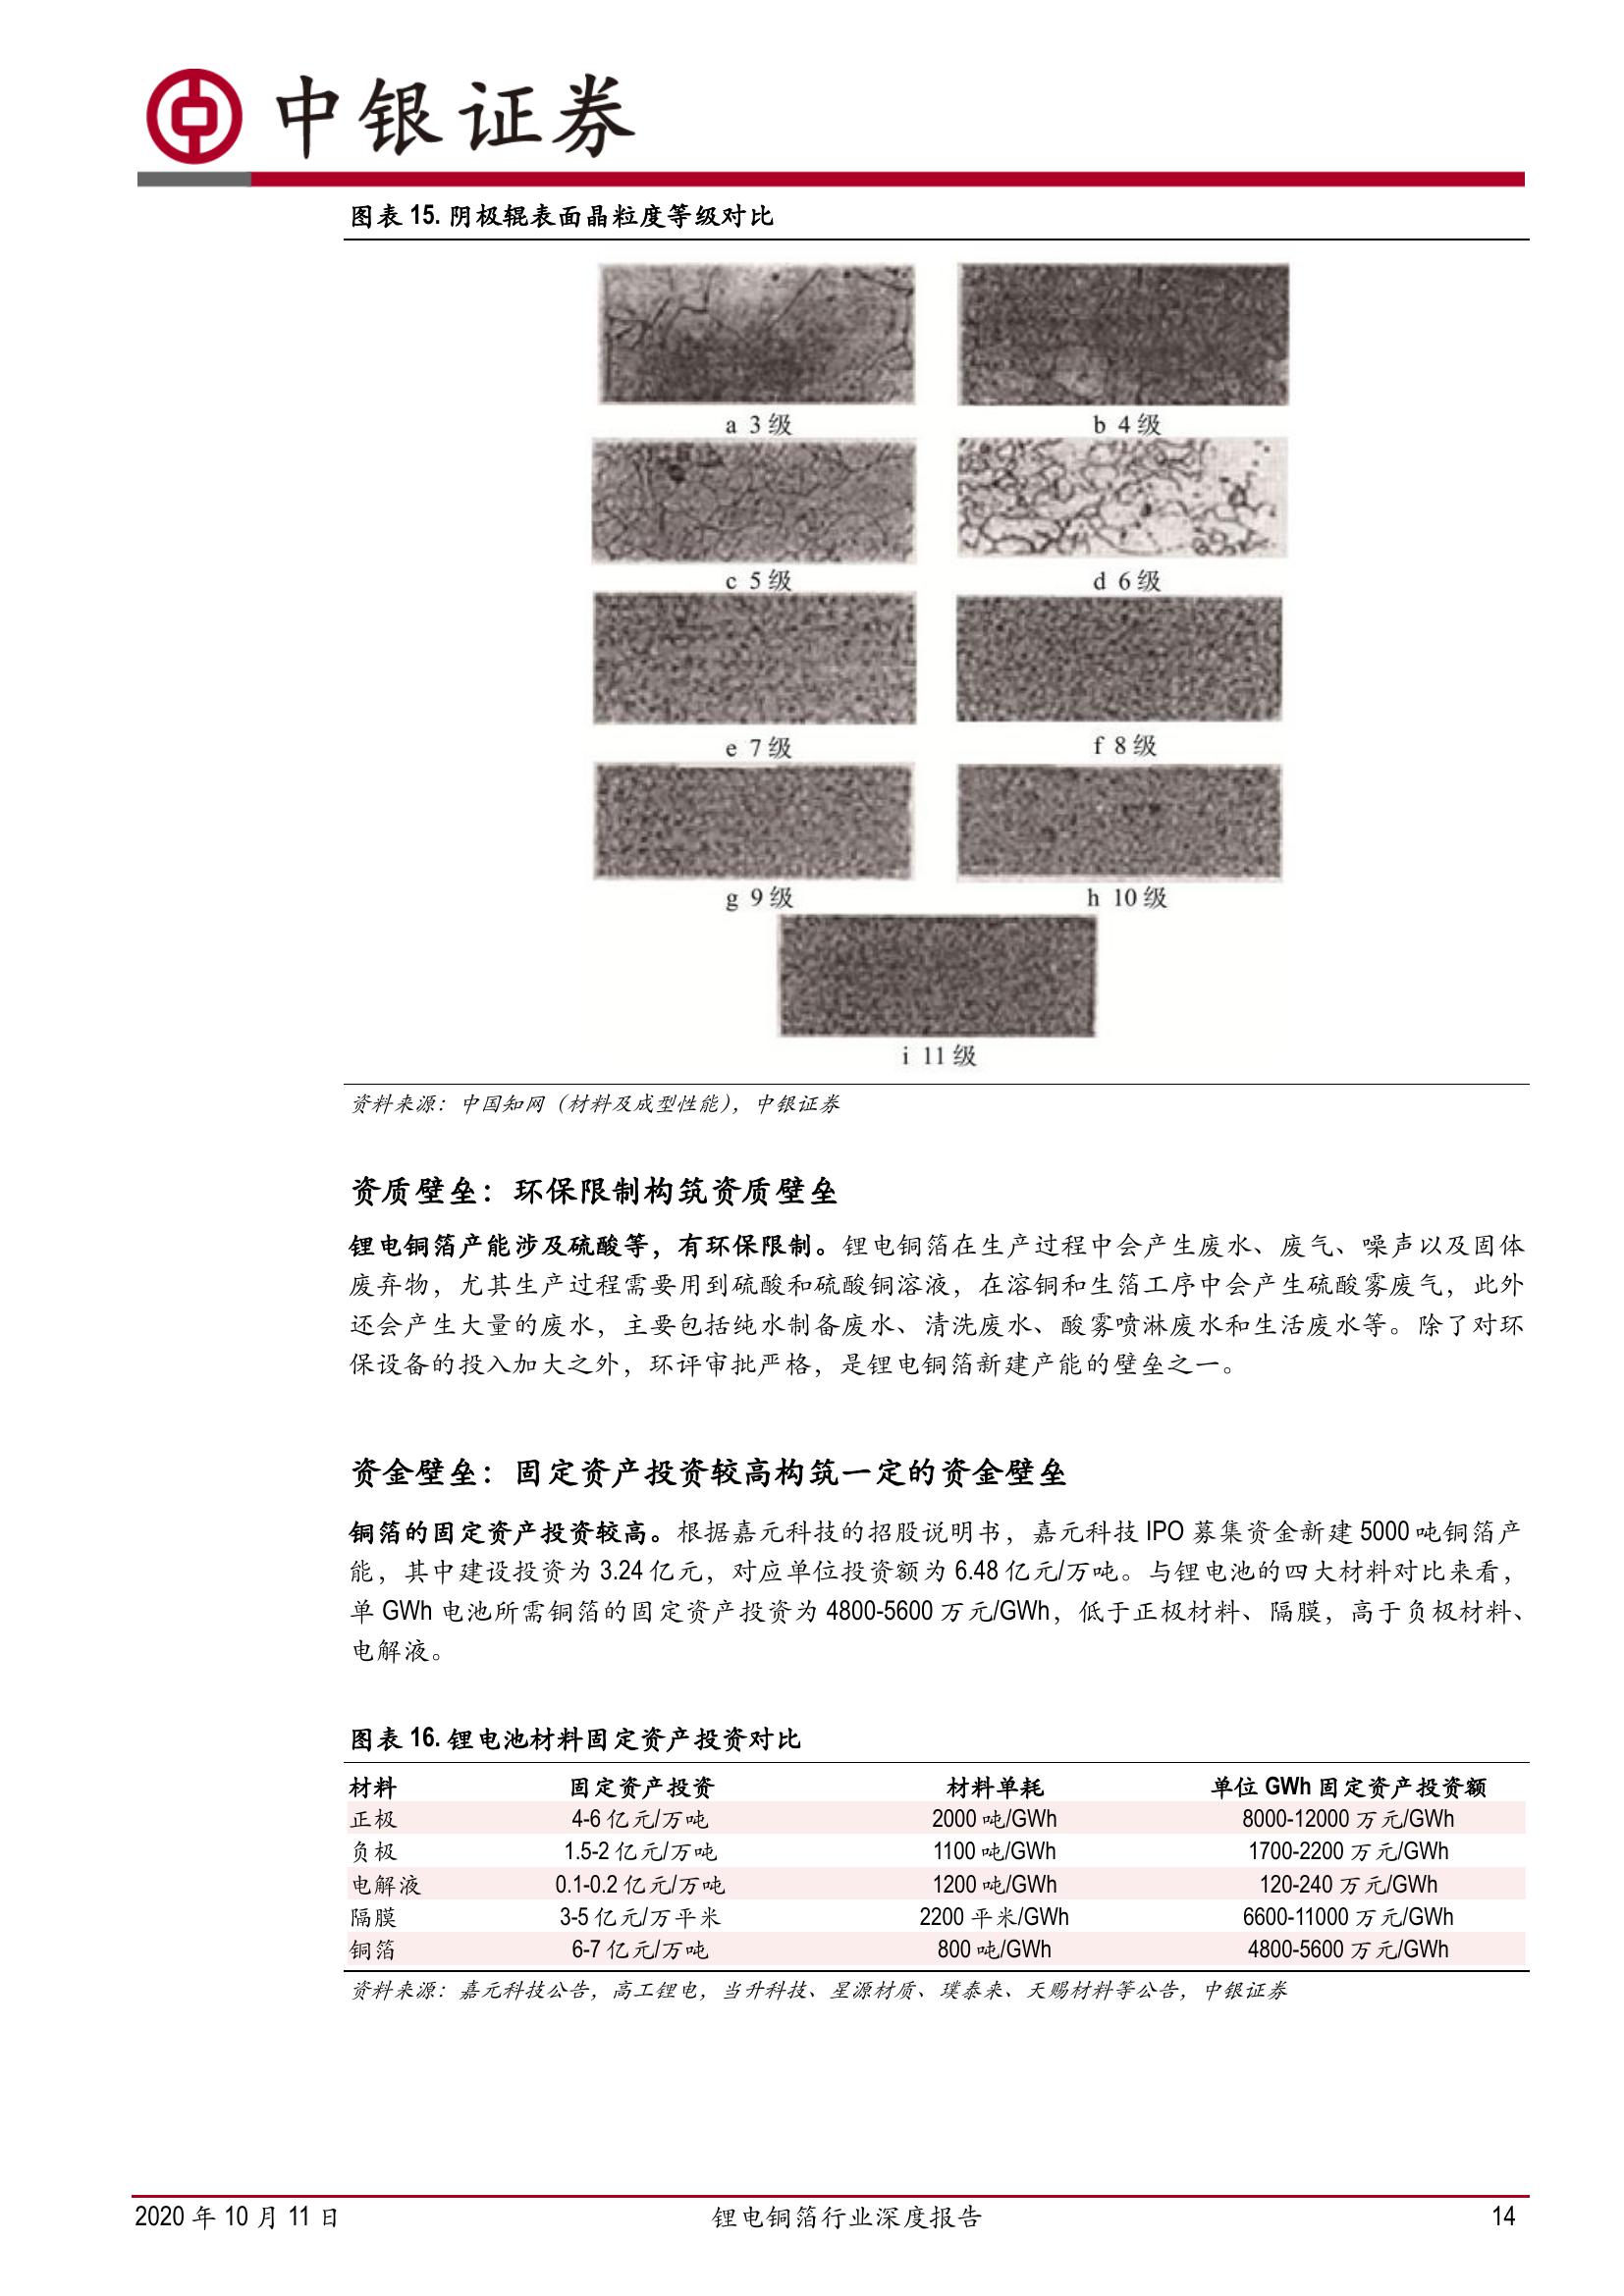 中银证券
图表 15. 阴极辊表面晶粒度等级对比
a 3级
b 4级
c 5级
d 6级
e 7级
f 8级
g 9级
h 10级
i 11级
资料来源：中国知网（材料及成型性能），中银证券
资质壁垒：环保限制构筑资质壁垒
锂电铜箔产能涉及硫酸等，有环保限制。锂电铜箔在生产过程中会产生废水、废气、噪声以及固体
废弃物，尤其生产过程需要用到硫酸和硫酸铜溶液，在溶铜和生箔工序中会产生硫酸雾废气，此外
还会产生大量的废水，主要包括纯水制备废水、清洗废水、酸雾喷淋废水和生活废水等。除了对环
保设备的投入加大之外，环评审批严格，是锂电铜箔新建产能的壁垒之一。
资金壁垒：固定资产投资较高构筑一定的资金壁垒
铜箔的固定资产投资较高。根据嘉元科技的招股说明书，嘉元科技 IPO 募集资金新建 5000 吨铜箔产
能，其中建设投资为 3.24 亿元，对应单位投资额为 6.48 亿元/万吨。与锂电池的四大材料对比来看，
单 GWh 电池所需铜箔的固定资产投资为 4800-5600 万元/GWh，低于正极材料、隔膜，高于负极材料、
电解液。
图表 16. 锂电池材料固定资产投资对比
材料 固定资产投资 材料单耗 单位 GWh 固定资产投资额
正极 4-6 亿元/万吨 2000 吨/GWh 8000-12000 万元/GWh
负极 1.5-2 亿元/万吨 1100 吨/GWh 1700-2200 万元/GWh
电解液 0.1-0.2 亿元/万吨 1200 吨/GWh 120-240 万元/GWh
隔膜 3-5 亿元/万平米 2200 平米/GWh 6600-11000 万元/GWh
铜箔 6-7 亿元/万吨 800 吨/GWh 4800-5600 万元/GWh
资料来源：嘉元科技公告，高工锂电，当升科技、星源材质、璞泰来、天赐材料等公告，中银证券
2020 年 10 月 11 日 锂电铜箔行业深度报告 14